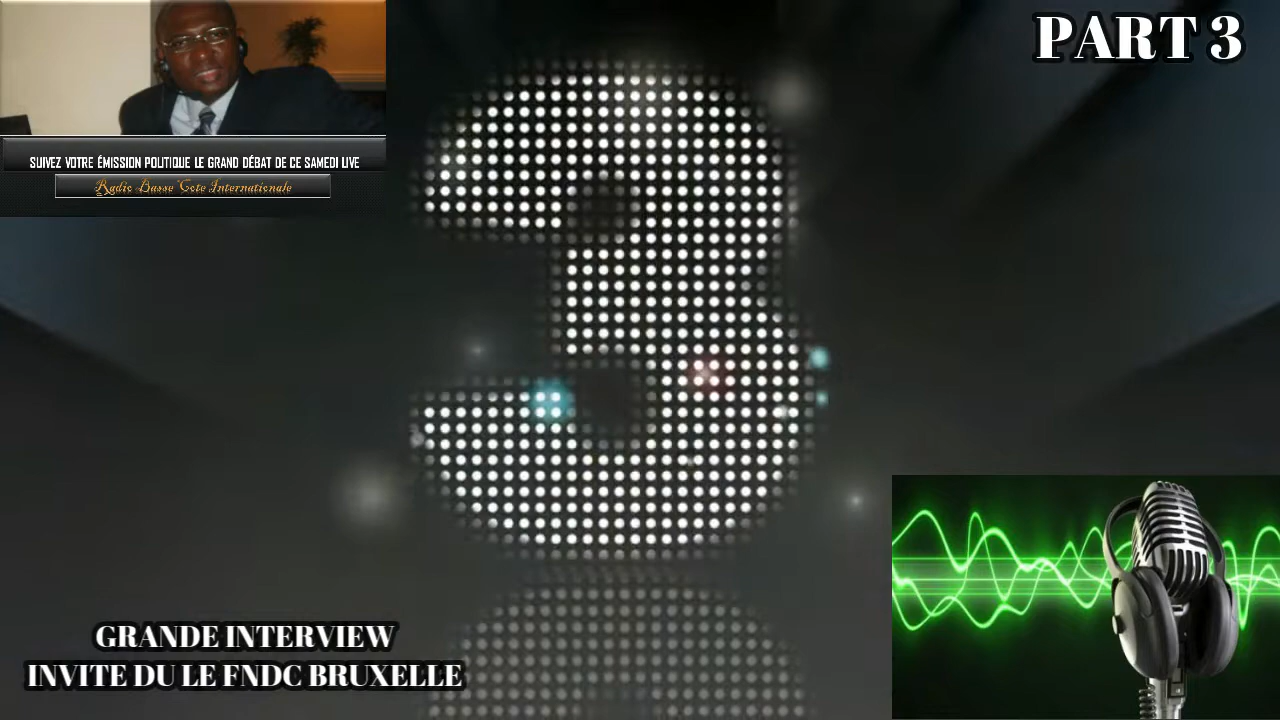 PART 3
SUIVEZ VOTRE ÉMISSION POLITIQUE LE GRAND DÉBAT DE CE SAMEDI LIVE
Radio Basse Cote Internationale
3
GRANDE INTERVIEW
INVITE DU LE FNDC BRUXELLE